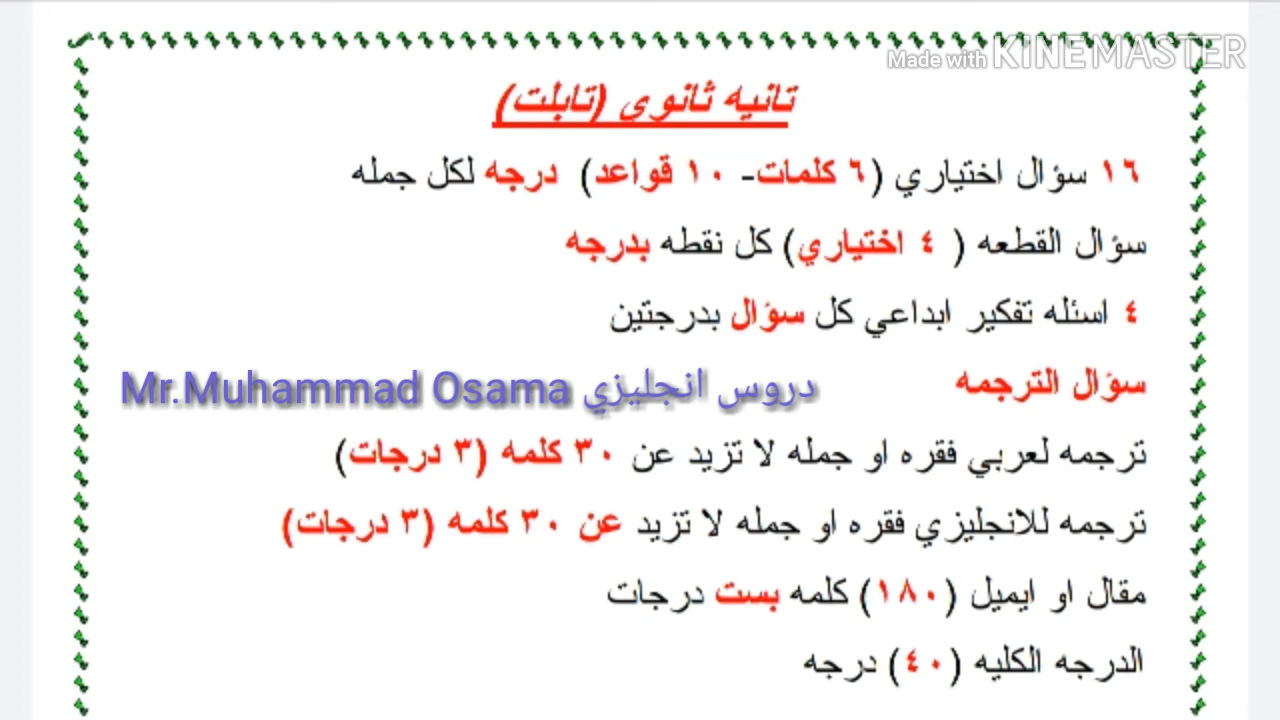 Made with KINEMASTER
تانيه ثانوي (تابلت)
١٦ سؤال اختياري (٦ كلمات- ١٠ قواعد) درجه لكل جمله
سؤال القطعه ( ٤ اختياري) كل نقطه بدرجه
٤ اسئله تفكير ابداعي كل سؤال بدرجتين
سؤال الترجمه
دروس انجليزي Mr.Muhammad Osama
ترجمه لعربي فقره او جمله لا تزيد عن ٣٠ كلمه (٣ درجات)
ترجمه للانجليزي فقره او جمله لا تزيد عن ٣٠ كلمه (٣ درجات)
مقال او ايميل (١٨٠) كلمه بست درجات
الدرجه الكليه (٤٠) درجه